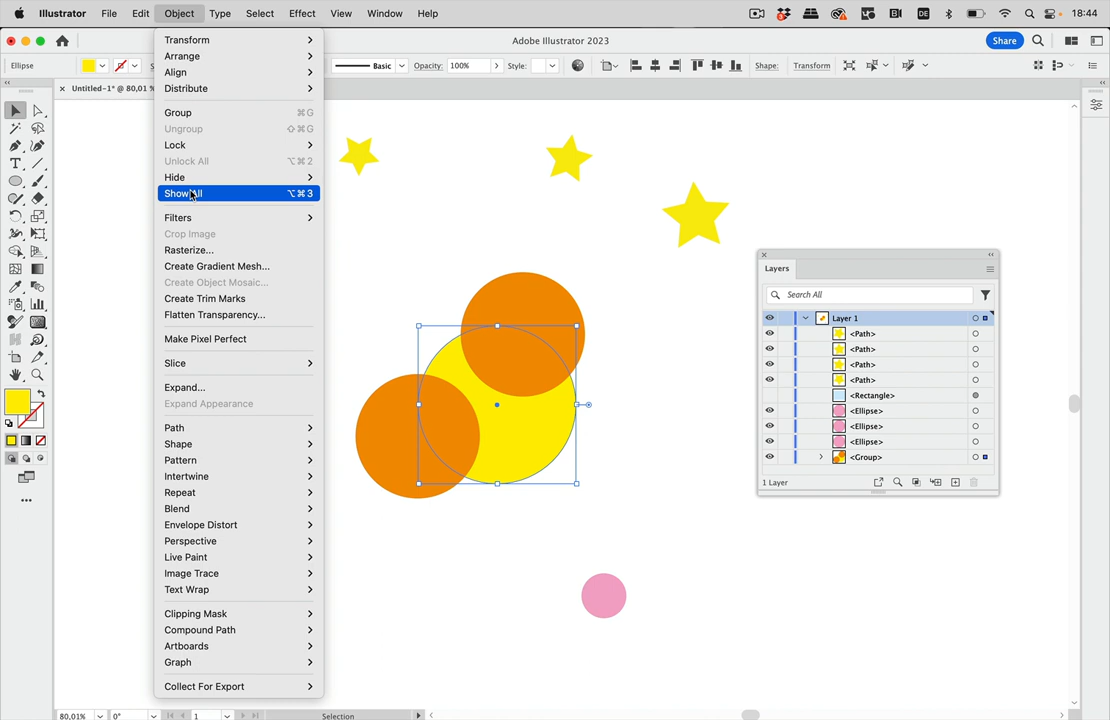 Illustrator File Edit Object Type Select Effect View Window Help DE 18:44
Adobe Illustrator 2023 Share
Ellipse Basic Opacity: 100% Style: Shape: Transform
Untitled-1* @ 80,01 %
Transform
Arrange
Align
Distribute
Group ⌘G
Ungroup ⇧⌘G
Lock
Unlock All ⌥⌘2
Hide
Show All ⌥⌘3
Filters
Crop Image
Rasterize...
Create Gradient Mesh...
Create Object Mosaic...
Create Trim Marks
Flatten Transparency...
Make Pixel Perfect
Slice
Expand...
Expand Appearance
Path
Shape
Pattern
Intertwine
Repeat
Blend
Envelope Distort
Perspective
Live Paint
Image Trace
Text Wrap
Clipping Mask
Compound Path
Artboards
Graph
Collect For Export
Layers
Search All
Layer 1
<Path>
<Path>
<Path>
<Path>
<Rectangle>
<Ellipse>
<Ellipse>
<Ellipse>
<Group>
1 Layer
80,01% 0° 1 Selection